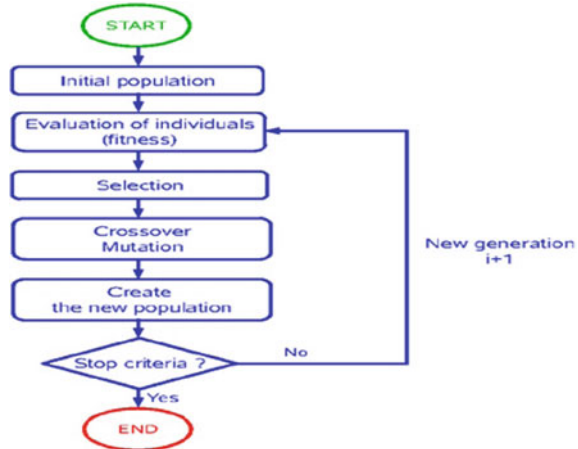 START
Initial population
Evaluation of individuals
(fitness)
Selection
Crossover
Mutation
Create
the new population
Stop criteria ?
No
New generation
i+1
Yes
END